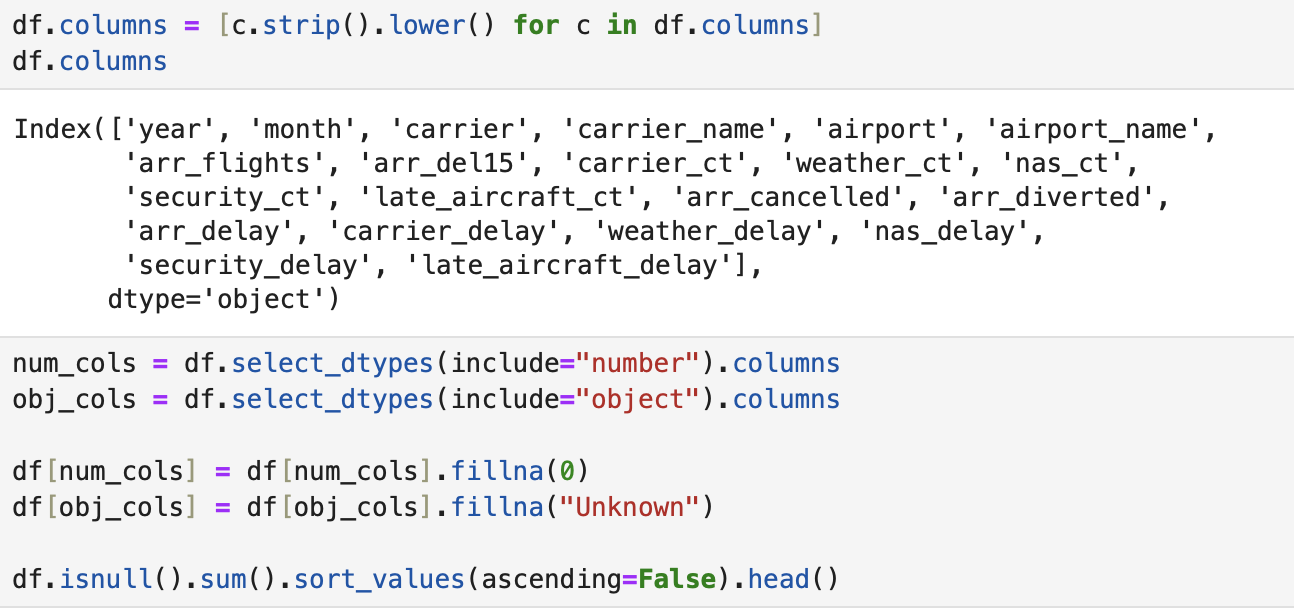 df.columns = [c.strip().lower() for c in df.columns]
df.columns
Index(['year', 'month', 'carrier', 'carrier_name', 'airport', 'airport_name',
       'arr_flights', 'arr_del15', 'carrier_ct', 'weather_ct', 'nas_ct',
       'security_ct', 'late_aircraft_ct', 'arr_cancelled', 'arr_diverted',
       'arr_delay', 'carrier_delay', 'weather_delay', 'nas_delay',
       'security_delay', 'late_aircraft_delay'],
      dtype='object')
num_cols = df.select_dtypes(include="number").columns
obj_cols = df.select_dtypes(include="object").columns
df[num_cols] = df[num_cols].fillna(0)
df[obj_cols] = df[obj_cols].fillna("Unknown")
df.isnull().sum().sort_values(ascending=False).head()